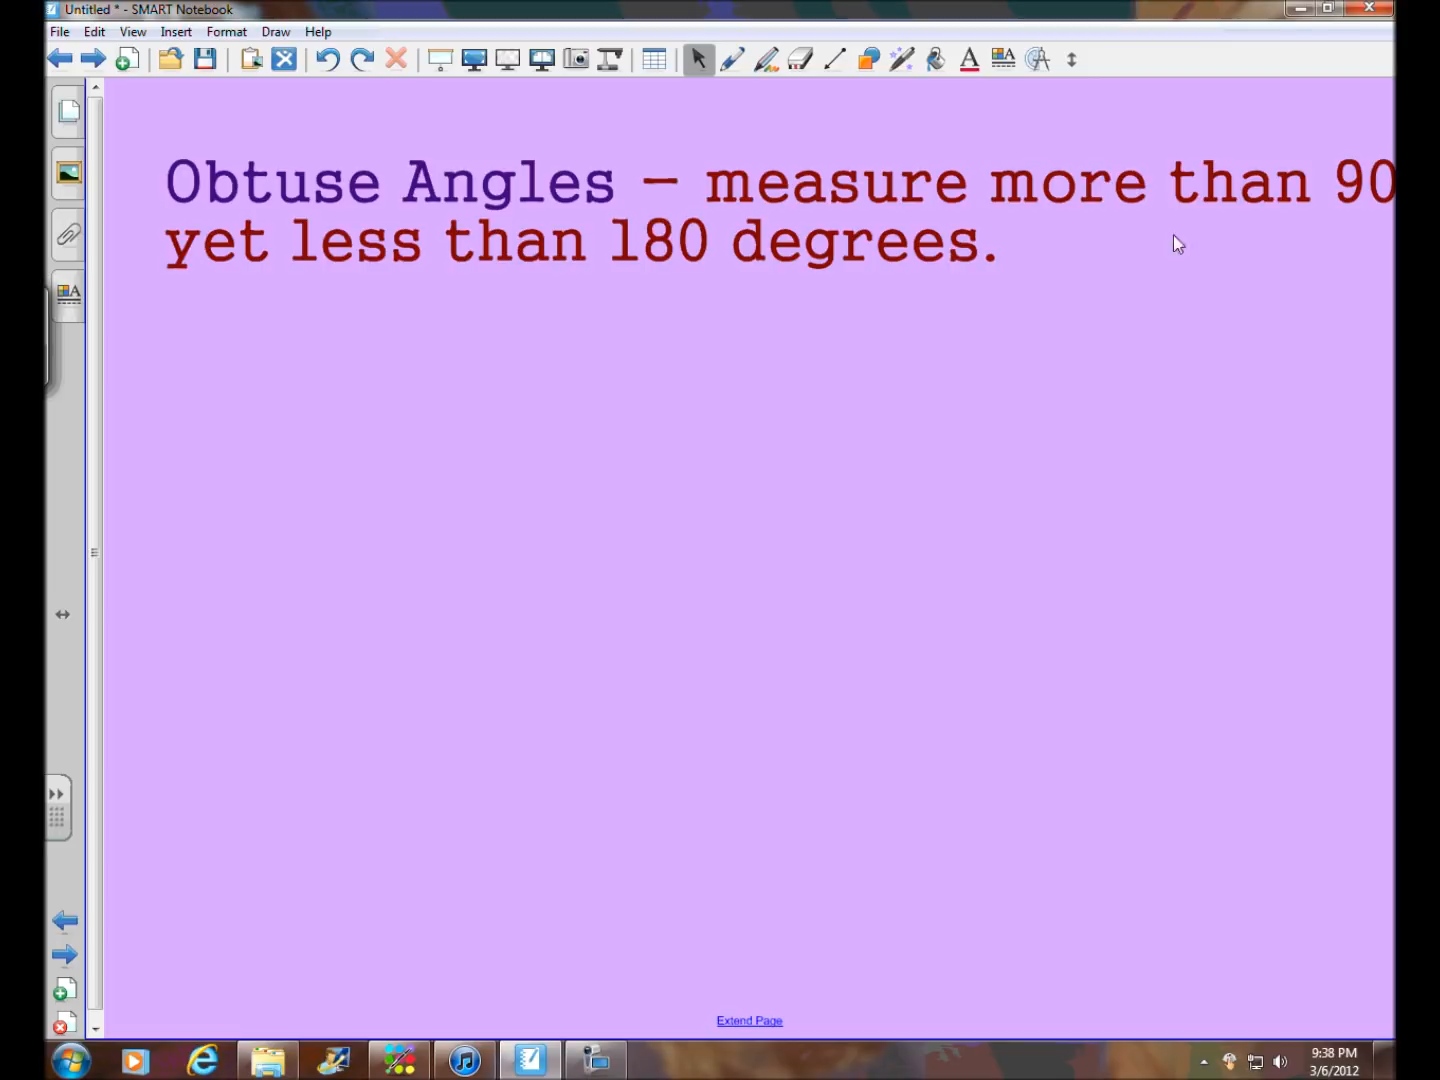 Untitled * - SMART Notebook
File Edit View Insert Format Draw Help
Obtuse Angles – measure more than 90
yet less than 180 degrees.
Extend Page
9:38 PM
3/6/2012